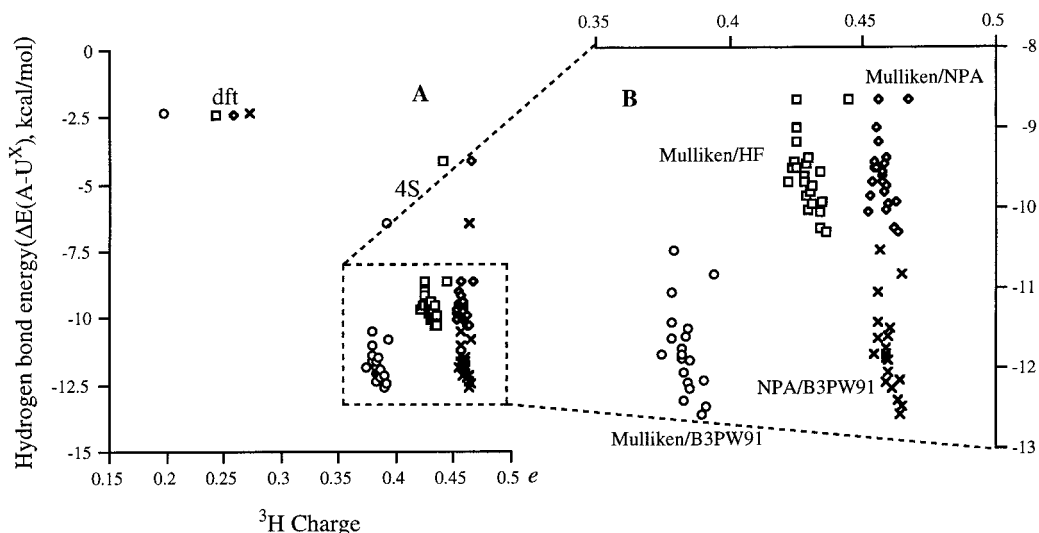 0.35 0.4 0.45 0.5
0
-2.5
-5
-7.5
-10
-12.5
-15
Hydrogen bond energy(ΔE(A-Uˣ), kcal/mol)
dft
A
4S
B
Mulliken/NPA
Mulliken/HF
NPA/B3PW91
Mulliken/B3PW91
-8
-9
-10
-11
-12
-13
0.15 0.2 0.25 0.3 0.35 0.4 0.45 0.5 e
³H Charge